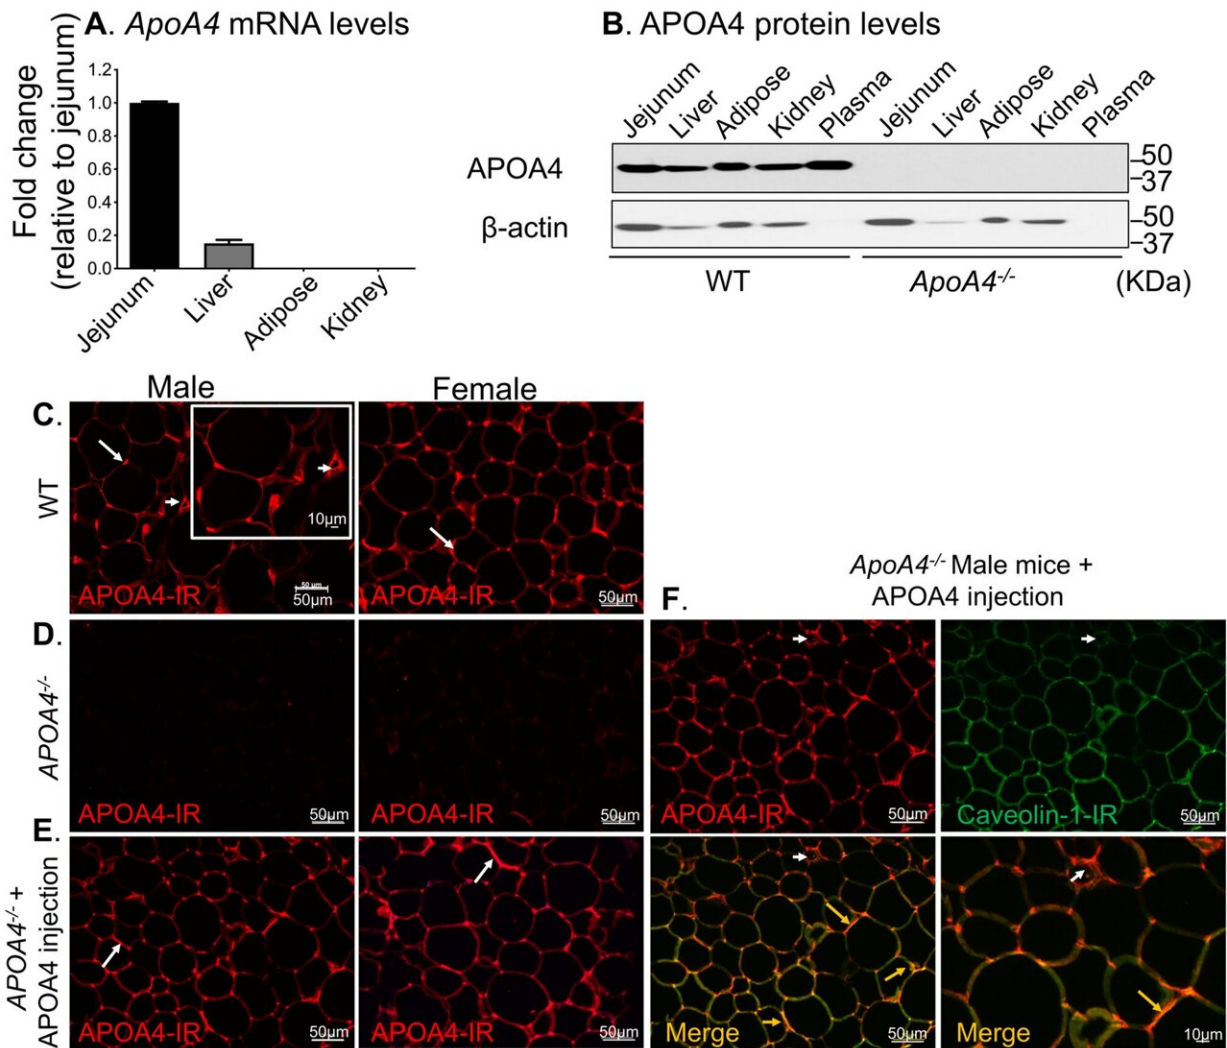 A. ApoA4 mRNA levels
Fold change
(relative to jejunum)
1.2
1.0
0.8
0.6
0.4
0.2
0.0
Jejunum
Liver
Adipose
Kidney
B. APOA4 protein levels
Jejunum
Liver
Adipose
Kidney
Plasma
Jejunum
Liver
Adipose
Kidney
Plasma
APOA4
–50
–37
β-actin
–50
–37
WT
ApoA4-/-
(KDa)
Male
Female
C.
WT
10µm
APOA4-IR
50 µm
50µm
APOA4-IR
50µm
D.
APOA4-/-
APOA4-IR
50µm
APOA4-IR
50µm
E.
APOA4-/- +
APOA4 injection
APOA4-IR
50µm
APOA4-IR
50µm
ApoA4-/- Male mice +
APOA4 injection
F.
APOA4-IR
50µm
Caveolin-1-IR
50µm
Merge
50µm
Merge
10µm